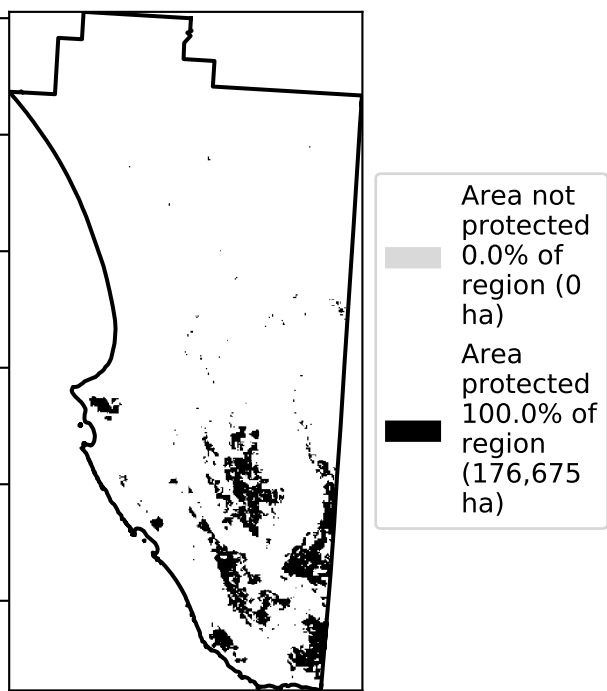 Area not
protected
0.0% of
region (0
ha)
Area
protected
100.0% of
region
(176,675
ha)